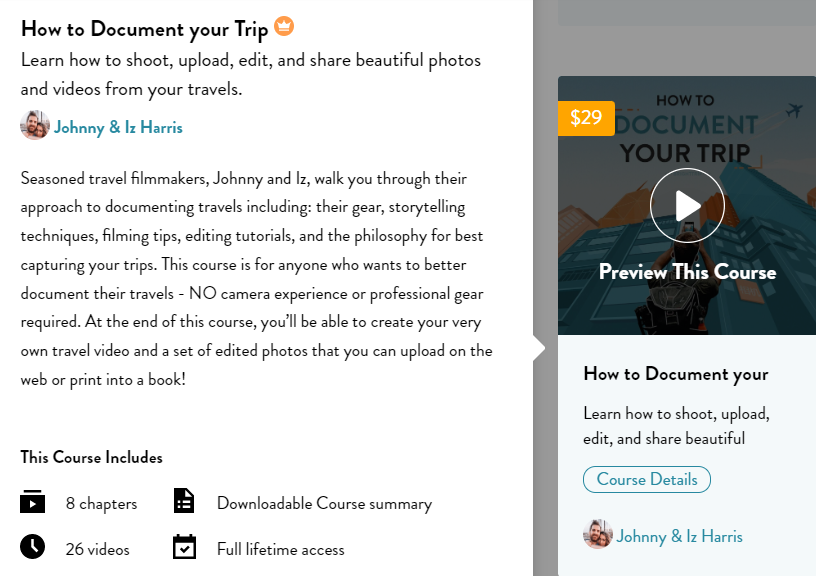 How to Document your Trip
Learn how to shoot, upload, edit, and share beautiful photos
and videos from your travels.
Johnny & Iz Harris
Seasoned travel filmmakers, Johnny and Iz, walk you through their
approach to documenting travels including: their gear, storytelling
techniques, filming tips, editing tutorials, and the philosophy for best
capturing your trips. This course is for anyone who wants to better
document their travels - NO camera experience or professional gear
required. At the end of this course, you’ll be able to create your very
own travel video and a set of edited photos that you can upload on the
web or print into a book!
This Course Includes
8 chapters
Downloadable Course summary
26 videos
Full lifetime access
$29
HOW TO
DOCUMENT
YOUR TRIP
Preview This Course
How to Document your
Learn how to shoot, upload,
edit, and share beautiful
Course Details
Johnny & Iz Harris